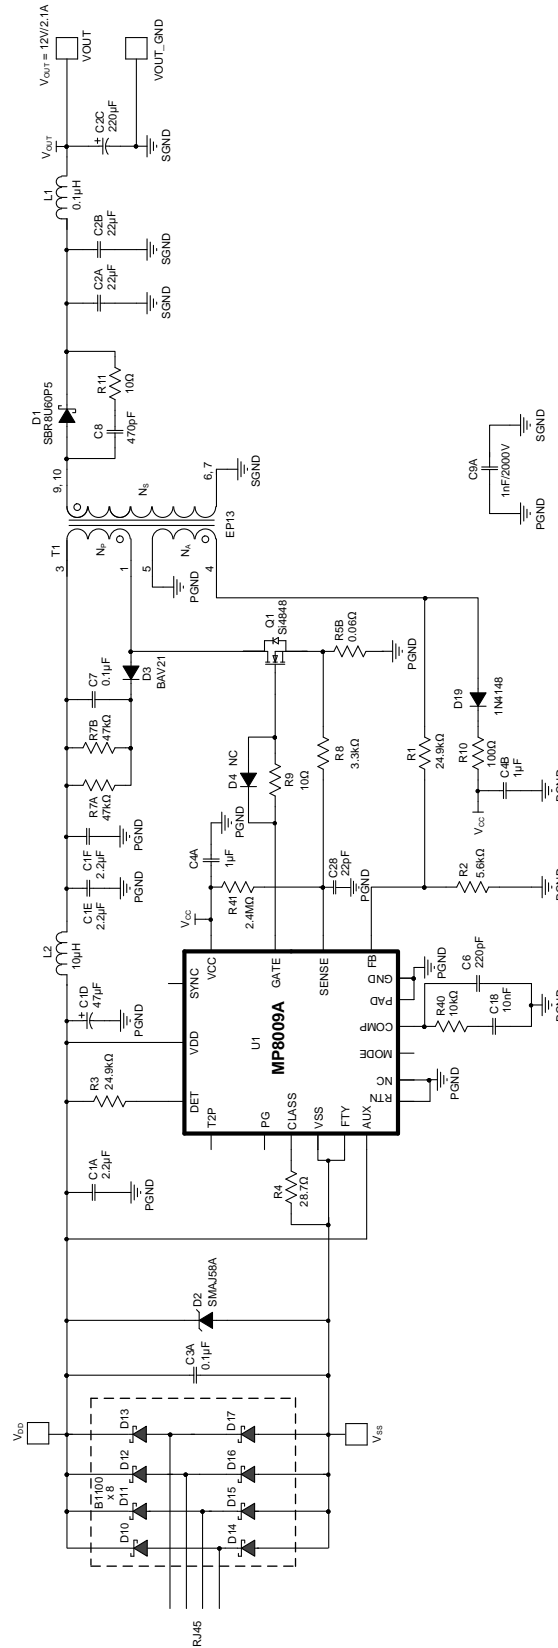 RJ45
B1100
x 8
D10
D11
D12
D13
D14
D15
D16
D17
VDD
VSS
C3A
0.1µF
D2
SMAJ58A
C1A
2.2µF
PGND
R3
24.9kΩ
C1D
+
47µF
PGND
L2
10µH
C1E
2.2µF
PGND
C1F
2.2µF
PGND
R7A
47kΩ
R7B
47kΩ
C7
0.1µF
D3
BAV21
T1
3
NP
1
5
PGND
NA
4
EP13
9, 10
NS
6, 7
SGND
D1
SBR8U60P5
C8
470pF
R11
10Ω
C2A
22µF
SGND
C2B
22µF
SGND
L1
0.1µH
VOUT
C2C
+
220µF
SGND
VOUT = 12V/2.1A
VOUT
VOUT_GND
R4
28.7Ω
U1
MP8009A
DET
VDD
SYNC
T2P
PG
CLASS
VSS
FTY
AUX
RTN
NC
MODE
COMP
PAD
GND
VCC
GATE
SENSE
FB
PGND
PGND
VCC
C4A
1µF
PGND
R41
2.4MΩ
C28
22pF
PGND
D4
NC
R9
10Ω
Q1
Si4848
R5B
0.06Ω
PGND
R8
3.3kΩ
R1
24.9kΩ
R2
5.6kΩ
PGND
R40
10kΩ
C18
10nF
C6
220pF
PGND
VCC
C4B
1µF
PGND
R10
100Ω
D19
1N4148
C9A
1nF/2000V
PGND
SGND